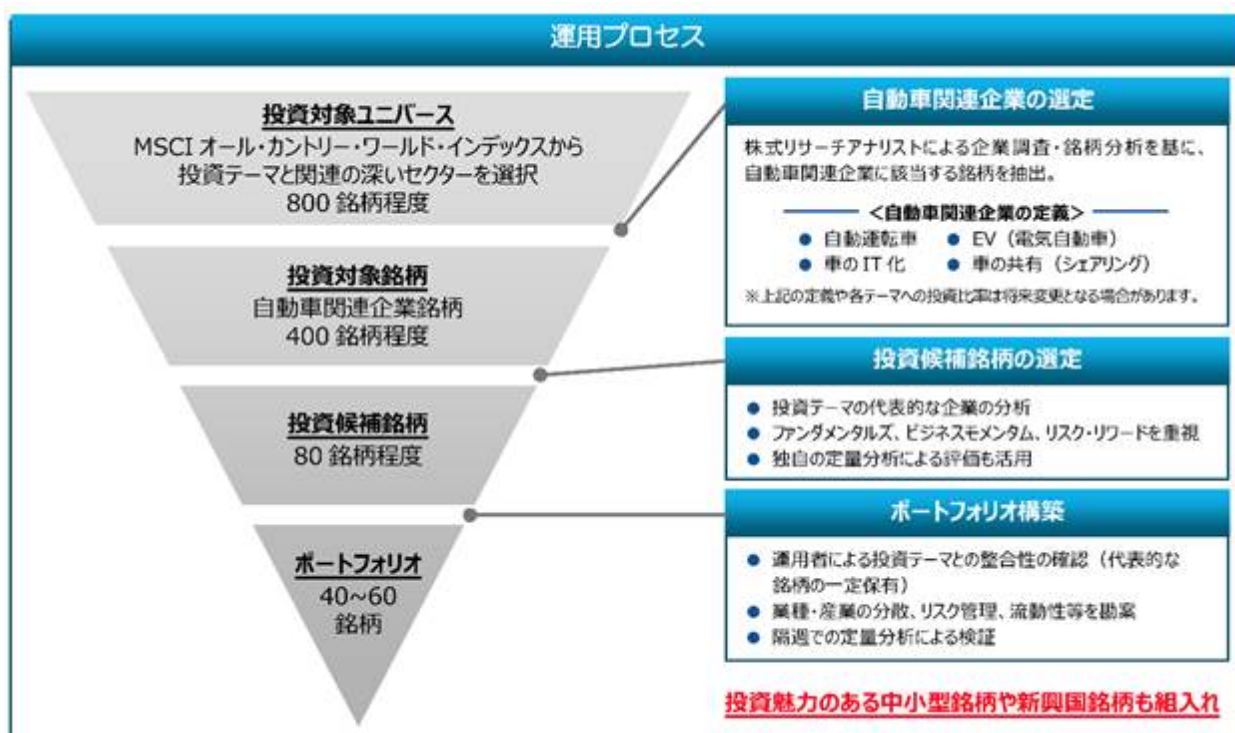 運用プロセス
投資対象ユニバース
MSCI オール・カントリー・ワールド・インデックスから
投資テーマと関連の深いセクターを選択
800 銘柄程度
投資対象銘柄
自動車関連企業銘柄
400 銘柄程度
投資候補銘柄
80 銘柄程度
ポートフォリオ
40~60
銘柄
自動車関連企業の選定
株式リサーチアナリストによる企業調査・銘柄分析を基に、
自動車関連企業に該当する銘柄を抽出。
<自動車関連企業の定義>
● 自動運転車 ● EV（電気自動車）
● 車のIT 化 ● 車の共有（シェアリング）
※上記の定義や各テーマへの投資比率は将来変更となる場合があります。
投資候補銘柄の選定
● 投資テーマの代表的な企業の分析
● ファンダメンタルズ、ビジネスモメンタム、リスク・リワードを重視
● 独自の定量分析による評価も活用
ポートフォリオ構築
● 運用者による投資テーマとの整合性の確認（代表的な
銘柄の一定保有）
● 業種・産業の分散、リスク管理、流動性等を勘案
● 隔週での定量分析による検証
投資魅力のある中小型銘柄や新興国銘柄も組入れ